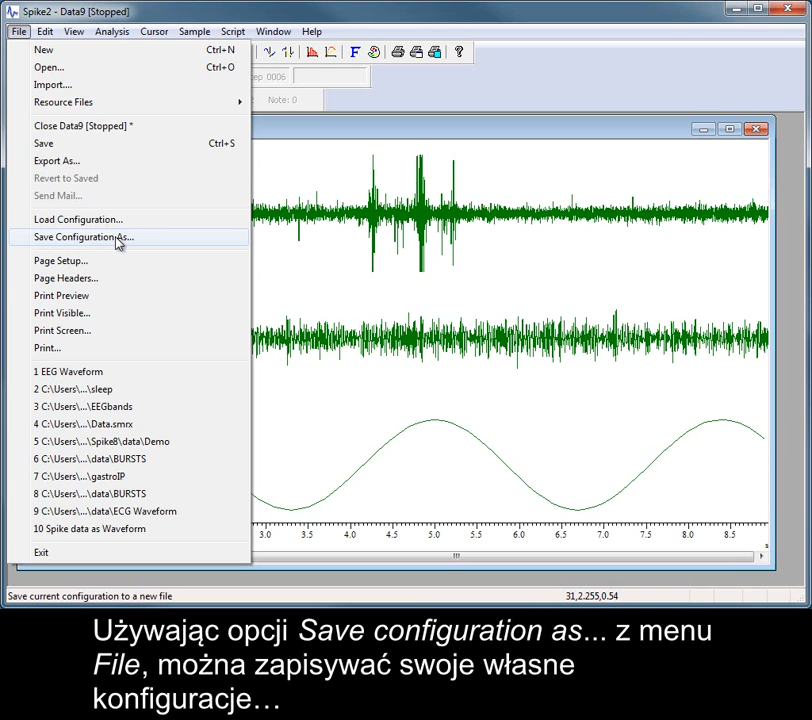 Spike2 - Data9 [Stopped]
File Edit View Analysis Cursor Sample Script Window Help
New Ctrl+N
Open... Ctrl+O
Import....
Resource Files
Close Data9 [Stopped] *
Save Ctrl+S
Export As...
Revert to Saved
Send Mail...
Load Configuration...
Save Configuration As...
Page Setup...
Page Headers...
Print Preview
Print Visible...
Print Screen...
Print...
1 EEG Waveform
2 C:\Users\...\sleep
3 C:\Users\...\EEGbands
4 C:\Users\...\Data.smrx
5 C:\Users\...\Spike8\data\Demo
6 C:\Users\...\data\BURSTS
7 C:\Users\...\gastroIP
8 C:\Users\...\data\BURSTS
9 C:\Users\...\data\ECG Waveform
10 Spike data as Waveform
Exit
0006
2 Note: 0
3.0 3.5 4.0 4.5 5.0 5.5 6.0 6.5 7.0 7.5 8.0 8.5
s
Save current configuration to a new file 31,2.255,0.54
Używając opcji Save configuration as... z menu
File, można zapisywać swoje własne
konfiguracje…